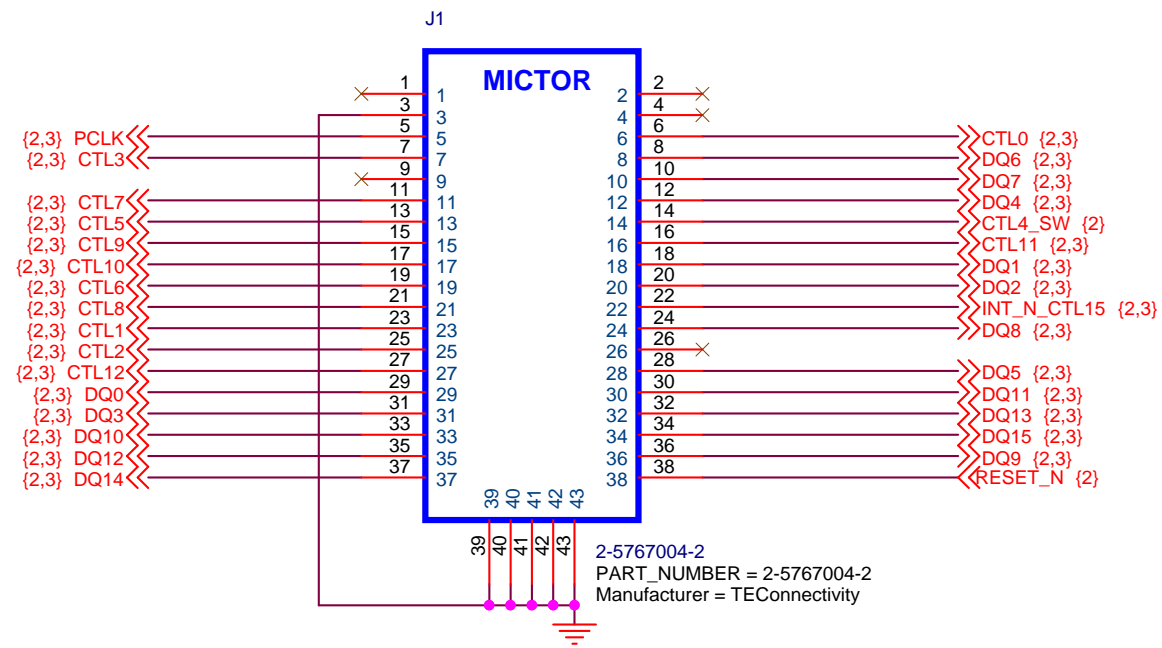 J1
MICTOR
1 1 2 2
3 3 4 4
{2,3} PCLK 5 5 6 6 CTL0 {2,3}
{2,3} CTL3 7 7 8 8 DQ6 {2,3}
9 9 10 10 DQ7 {2,3}
{2,3} CTL7 11 11 12 12 DQ4 {2,3}
{2,3} CTL5 13 13 14 14 CTL4_SW {2}
{2,3} CTL9 15 15 16 16 CTL11 {2,3}
{2,3} CTL10 17 17 18 18 DQ1 {2,3}
{2,3} CTL6 19 19 20 20 DQ2 {2,3}
{2,3} CTL8 21 21 22 22 INT_N_CTL15 {2,3}
{2,3} CTL1 23 23 24 24 DQ8 {2,3}
{2,3} CTL2 25 25 26 26
{2,3} CTL12 27 27 28 28 DQ5 {2,3}
{2,3} DQ0 29 29 30 30 DQ11 {2,3}
{2,3} DQ3 31 31 32 32 DQ13 {2,3}
{2,3} DQ10 33 33 34 34 DQ15 {2,3}
{2,3} DQ12 35 35 36 36 DQ9 {2,3}
{2,3} DQ14 37 37 38 38 RESET_N {2}
39 40 41 42 43
39 40 41 42 43
2-5767004-2
PART_NUMBER = 2-5767004-2
Manufacturer = TEConnectivity